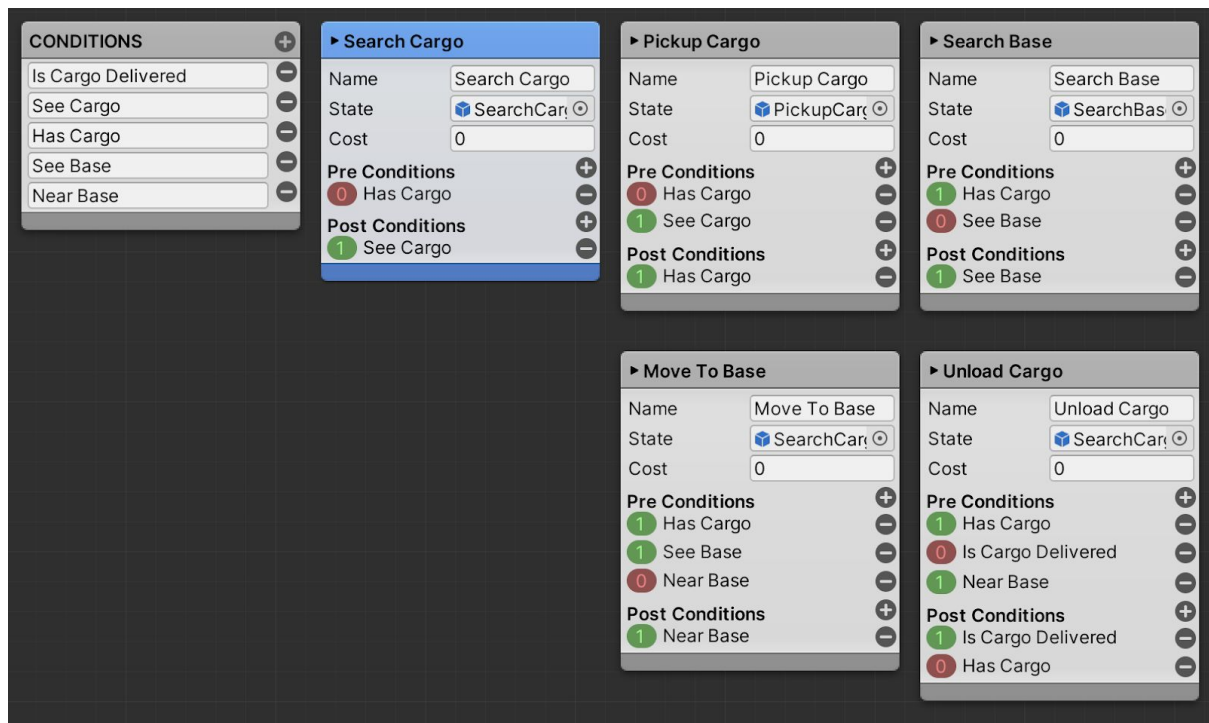 CONDITIONS
Is Cargo Delivered
See Cargo
Has Cargo
See Base
Near Base
Search Cargo
Name Search Cargo
State SearchCarg
Cost 0
Pre Conditions
0 Has Cargo
Post Conditions
1 See Cargo
Pickup Cargo
Name Pickup Cargo
State PickupCarg
Cost 0
Pre Conditions
0 Has Cargo
1 See Cargo
Post Conditions
1 Has Cargo
Search Base
Name Search Base
State SearchBas
Cost 0
Pre Conditions
1 Has Cargo
0 See Base
Post Conditions
1 See Base
Move To Base
Name Move To Base
State SearchCarg
Cost 0
Pre Conditions
1 Has Cargo
1 See Base
0 Near Base
Post Conditions
1 Near Base
Unload Cargo
Name Unload Cargo
State SearchCarg
Cost 0
Pre Conditions
1 Has Cargo
0 Is Cargo Delivered
1 Near Base
Post Conditions
1 Is Cargo Delivered
0 Has Cargo